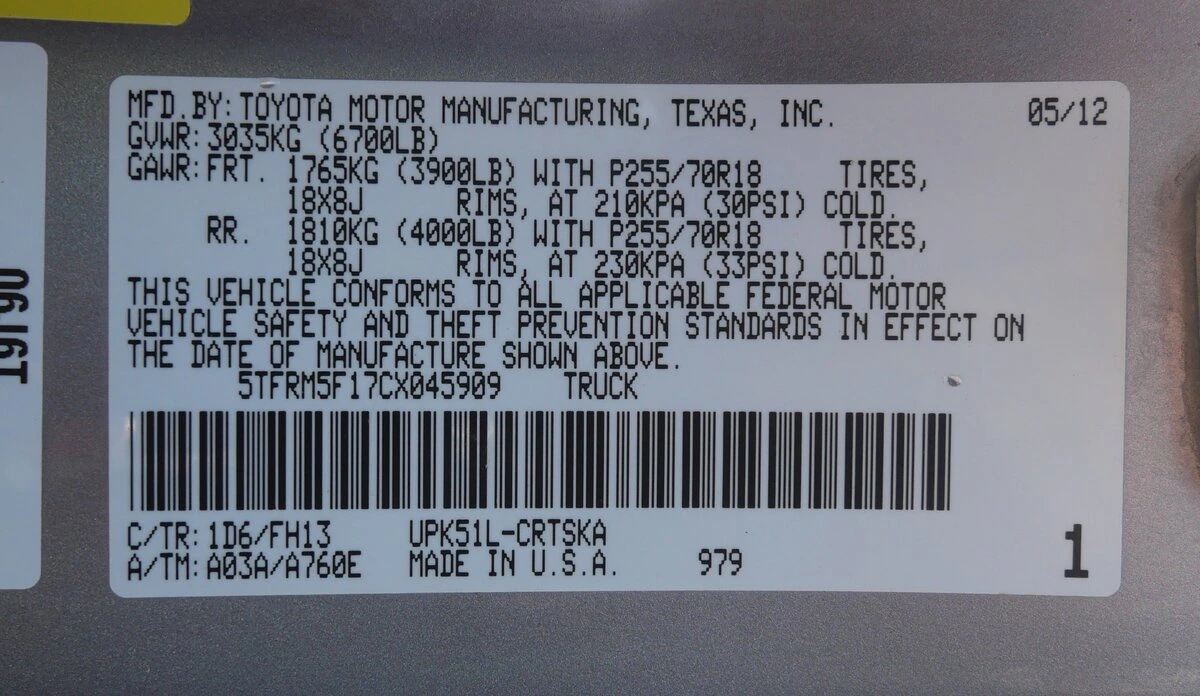 MFD.BY: TOYOTA MOTOR MANUFACTURING, TEXAS, INC. 05/12
GVWR: 3035KG (6700LB)
GAWR: FRT. 1765KG (3900LB) WITH P255/70R18 TIRES,
18X8J RIMS, AT 210KPA (30PSI) COLD.
RR. 1810KG (4000LB) WITH P255/70R18 TIRES,
18X8J RIMS, AT 230KPA (33PSI) COLD.
THIS VEHICLE CONFORMS TO ALL APPLICABLE FEDERAL MOTOR
VEHICLE SAFETY AND THEFT PREVENTION STANDARDS IN EFFECT ON
THE DATE OF MANUFACTURE SHOWN ABOVE.
5TFRM5F17CX045909 TRUCK
C/TR: 1D6/FH13 UPK51L-CRTSKA
A/TM: A03A/A760E MADE IN U.S.A. 979
1